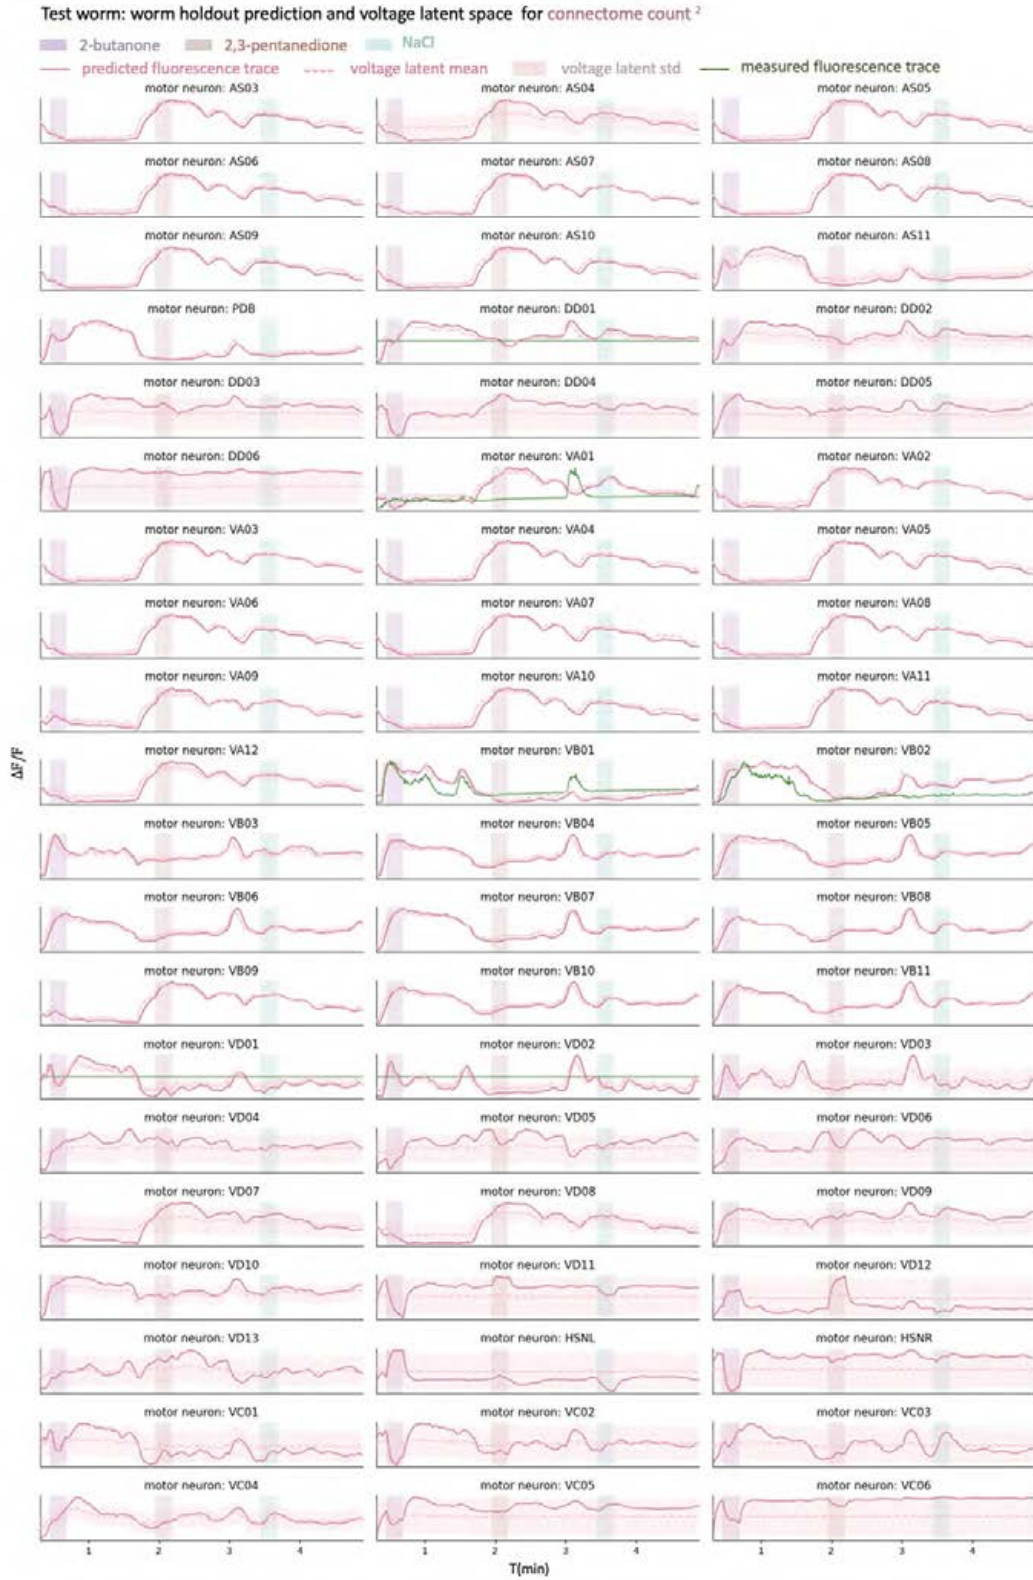 Test worm: worm holdout prediction and voltage latent space for connectome count 2
2-butanone 2,3-pentanedione NaCl
predicted fluorescence trace voltage latent mean voltage latent std measured fluorescence trace
motor neuron: AS03 motor neuron: AS04 motor neuron: AS05
motor neuron: AS06 motor neuron: AS07 motor neuron: AS08
motor neuron: AS09 motor neuron: AS10 motor neuron: AS11
motor neuron: PDB motor neuron: DD01 motor neuron: DD02
motor neuron: DD03 motor neuron: DD04 motor neuron: DD05
motor neuron: DD06 motor neuron: VA01 motor neuron: VA02
motor neuron: VA03 motor neuron: VA04 motor neuron: VA05
motor neuron: VA06 motor neuron: VA07 motor neuron: VA08
motor neuron: VA09 motor neuron: VA10 motor neuron: VA11
ΔF/F
motor neuron: VA12 motor neuron: VB01 motor neuron: VB02
motor neuron: VB03 motor neuron: VB04 motor neuron: VB05
motor neuron: VB06 motor neuron: VB07 motor neuron: VB08
motor neuron: VB09 motor neuron: VB10 motor neuron: VB11
motor neuron: VD01 motor neuron: VD02 motor neuron: VD03
motor neuron: VD04 motor neuron: VD05 motor neuron: VD06
motor neuron: VD07 motor neuron: VD08 motor neuron: VD09
motor neuron: VD10 motor neuron: VD11 motor neuron: VD12
motor neuron: VD13 motor neuron: HSNL motor neuron: HSNR
motor neuron: VC01 motor neuron: VC02 motor neuron: VC03
motor neuron: VC04 motor neuron: VC05 motor neuron: VC06
1 2 3 4 1 2 3 4 1 2 3 4
T(min)